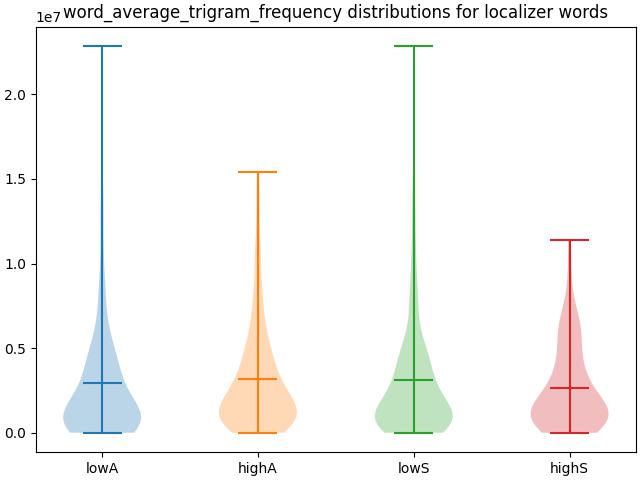 word_average_trigram_frequency distributions for localizer words
1e7
2.0
1.5
1.0
0.5
0.0
lowA highA lowS highS